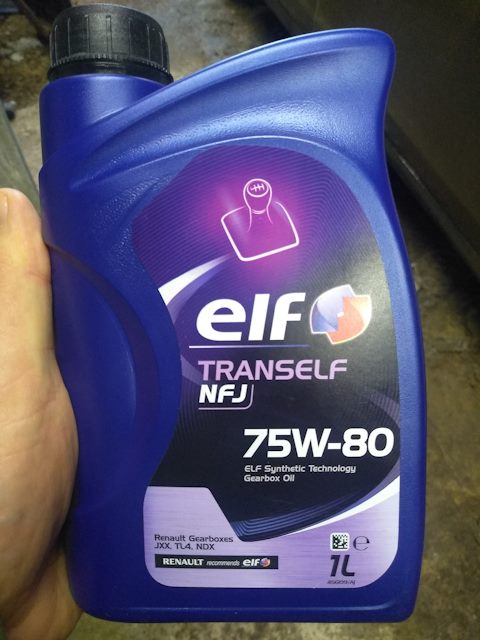 elf
TRANSELF
NFJ
75W-80
ELF Synthetic Technology
Gearbox Oil
Renault Gearboxes
JXX, TL4, NDX
RENAULT recommends elf
℮
1L